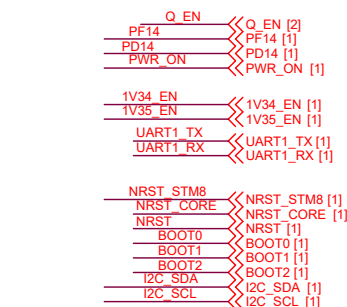 Q_EN Q_EN [2]
PF14 PF14 [1]
PD14 PD14 [1]
PWR_ON PWR_ON [1]
1V34_EN 1V34_EN [1]
1V35_EN 1V35_EN [1]
UART1_TX UART1_TX [1]
UART1_RX UART1_RX [1]
NRST_STM8 NRST_STM8 [1]
NRST_CORE NRST_CORE [1]
NRST NRST [1]
BOOT0 BOOT0 [1]
BOOT1 BOOT1 [1]
BOOT2 BOOT2 [1]
I2C_SDA I2C_SDA [1]
I2C_SCL I2C_SCL [1]